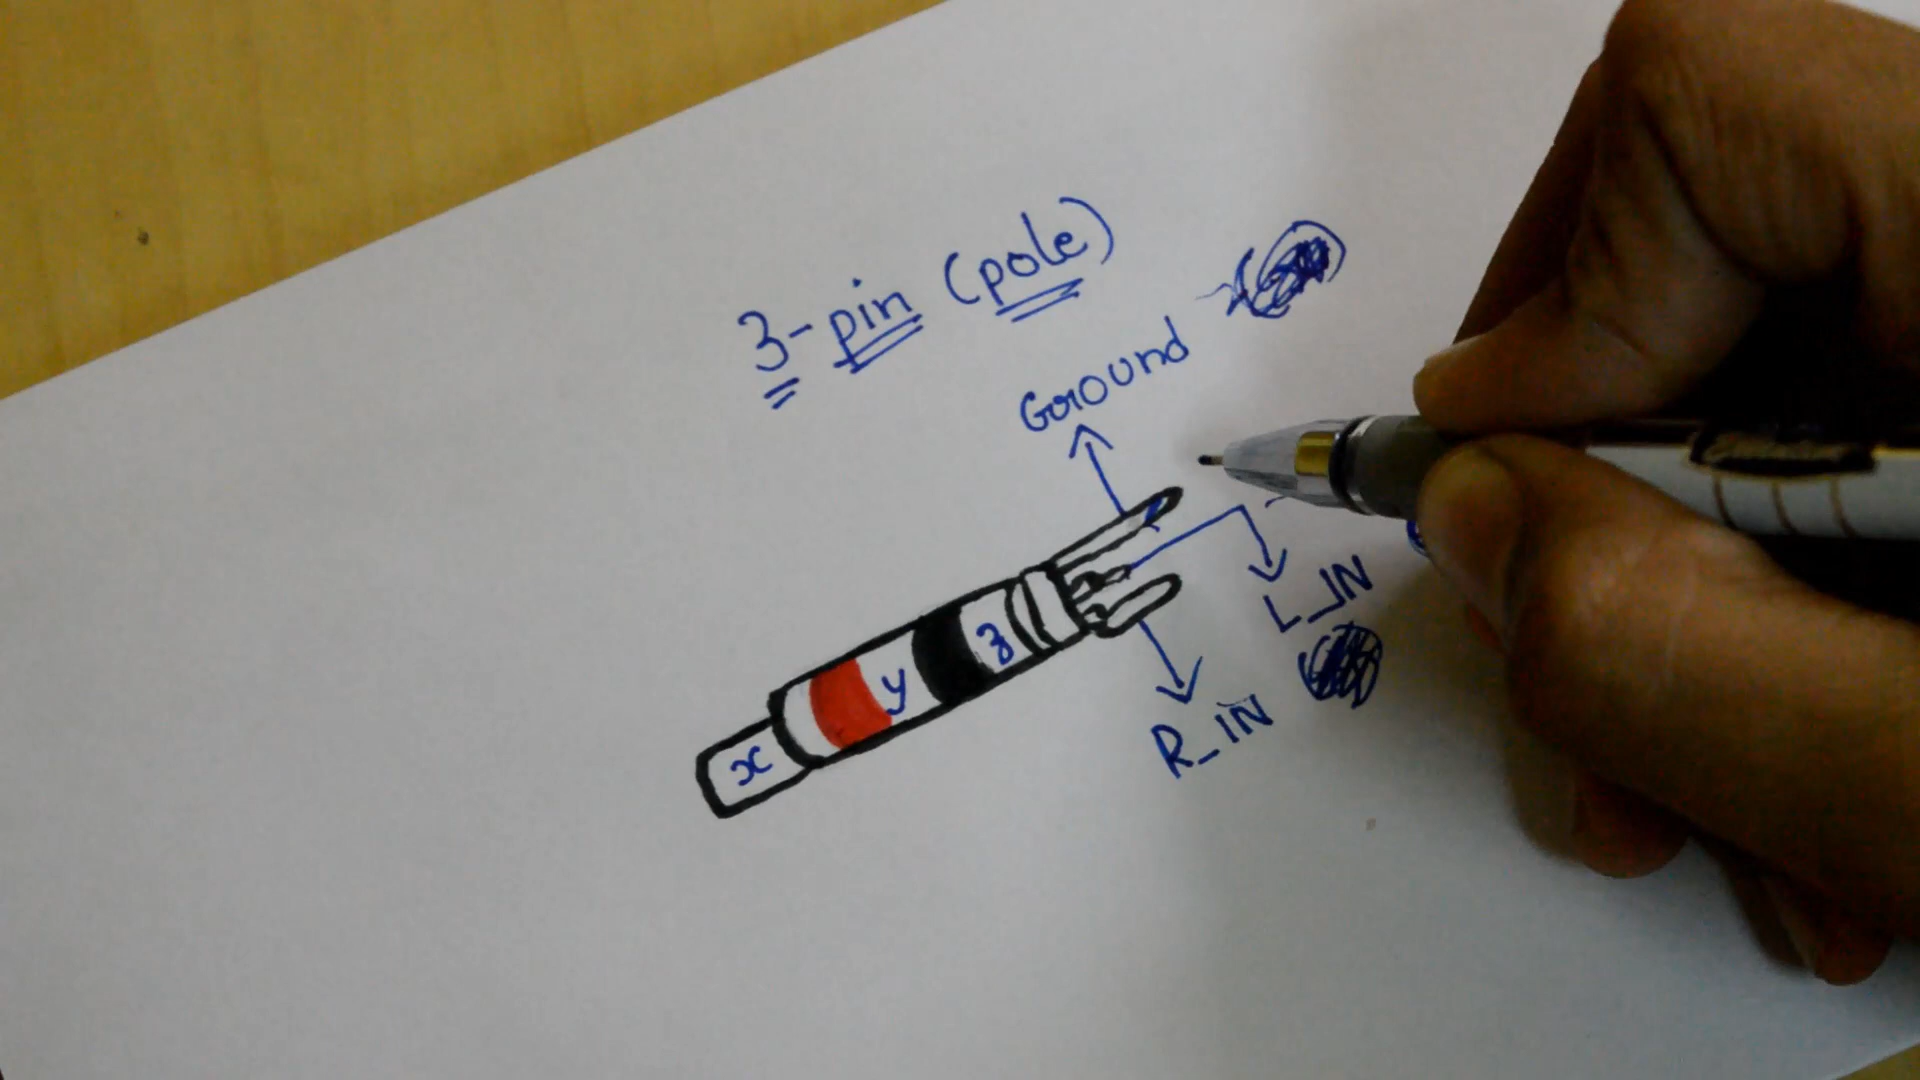 3-pin (pole)
Ground
L_IN
R_IN
x
y
z